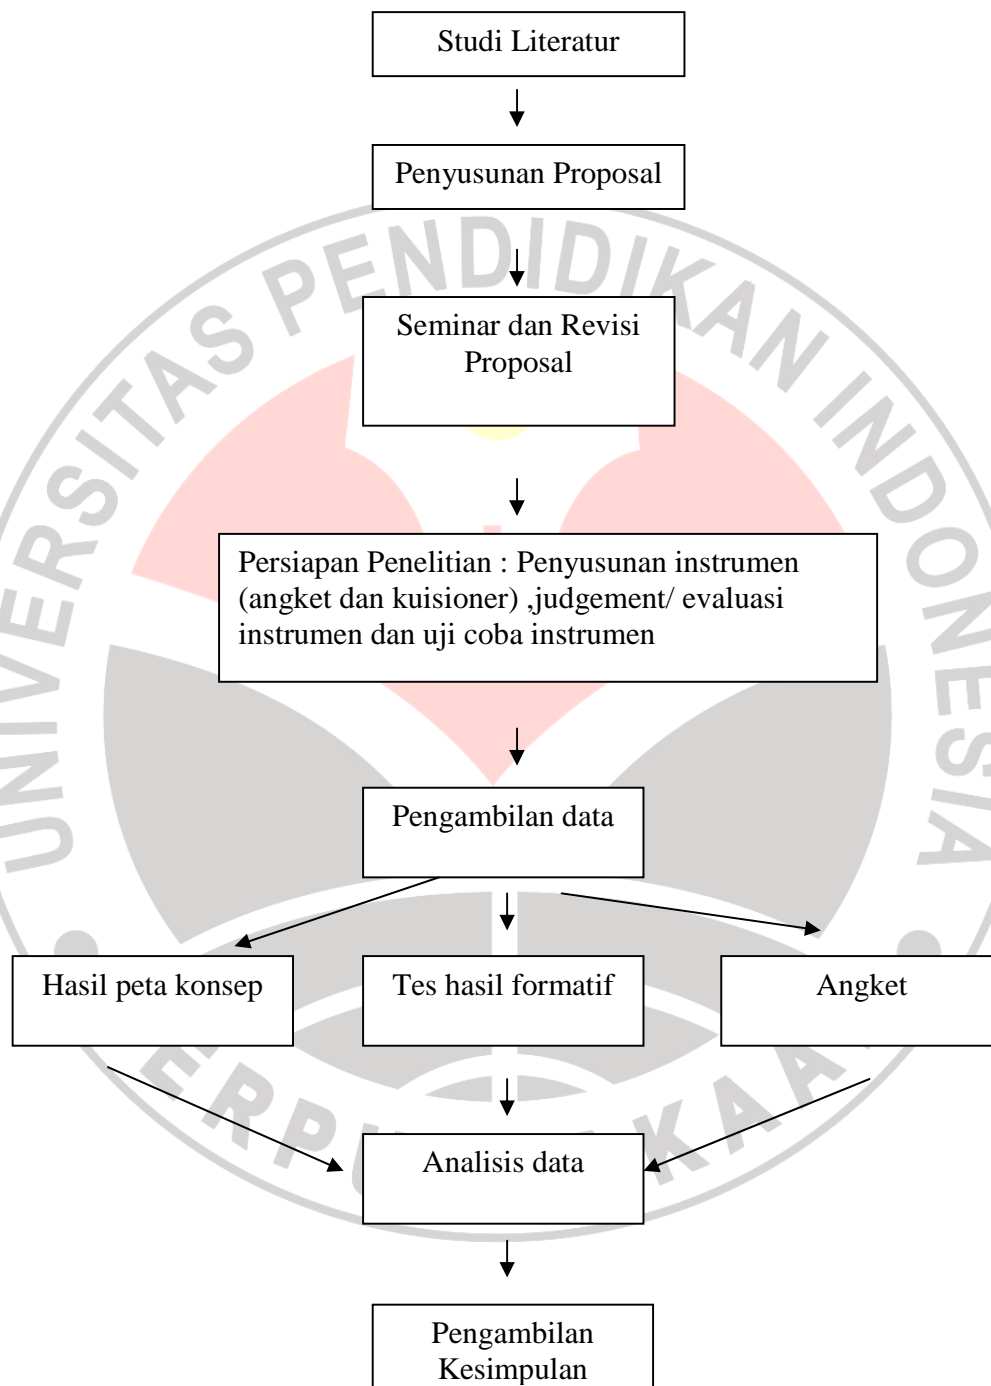 Studi Literatur
Penyusunan Proposal
UNIVERSITAS PENDIDIKAN INDONESIA
Seminar dan Revisi
Proposal
Persiapan Penelitian : Penyusunan instrumen
(angket dan kuisioner) ,judgement/ evaluasi
instrumen dan uji coba instrumen
Pengambilan data
Hasil peta konsep
Tes hasil formatif
Angket
Analisis data
Pengambilan
Kesimpulan